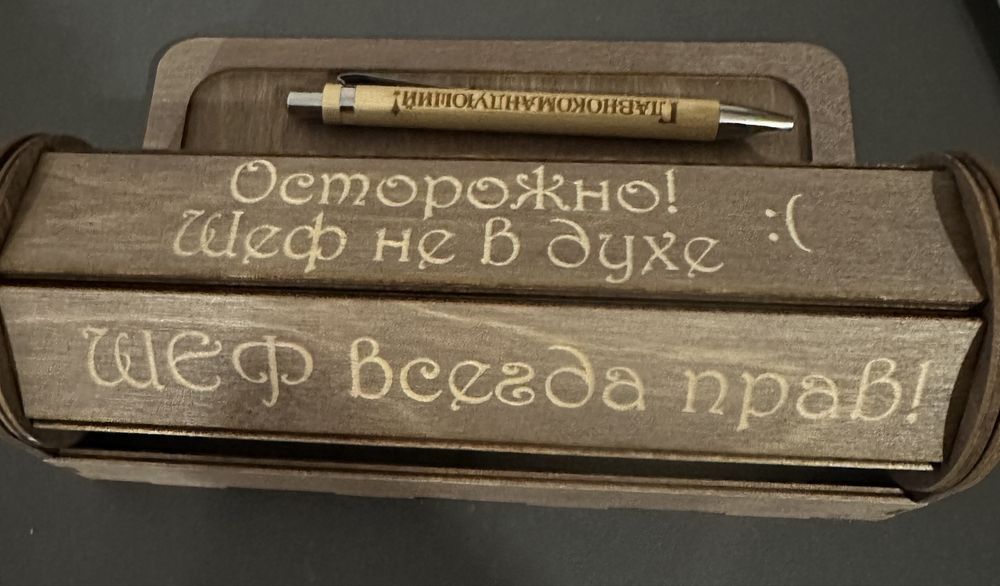 Главнокомандующий!
Осторожно!
Шеф не в духе :(
ШЕФ всегда прав!